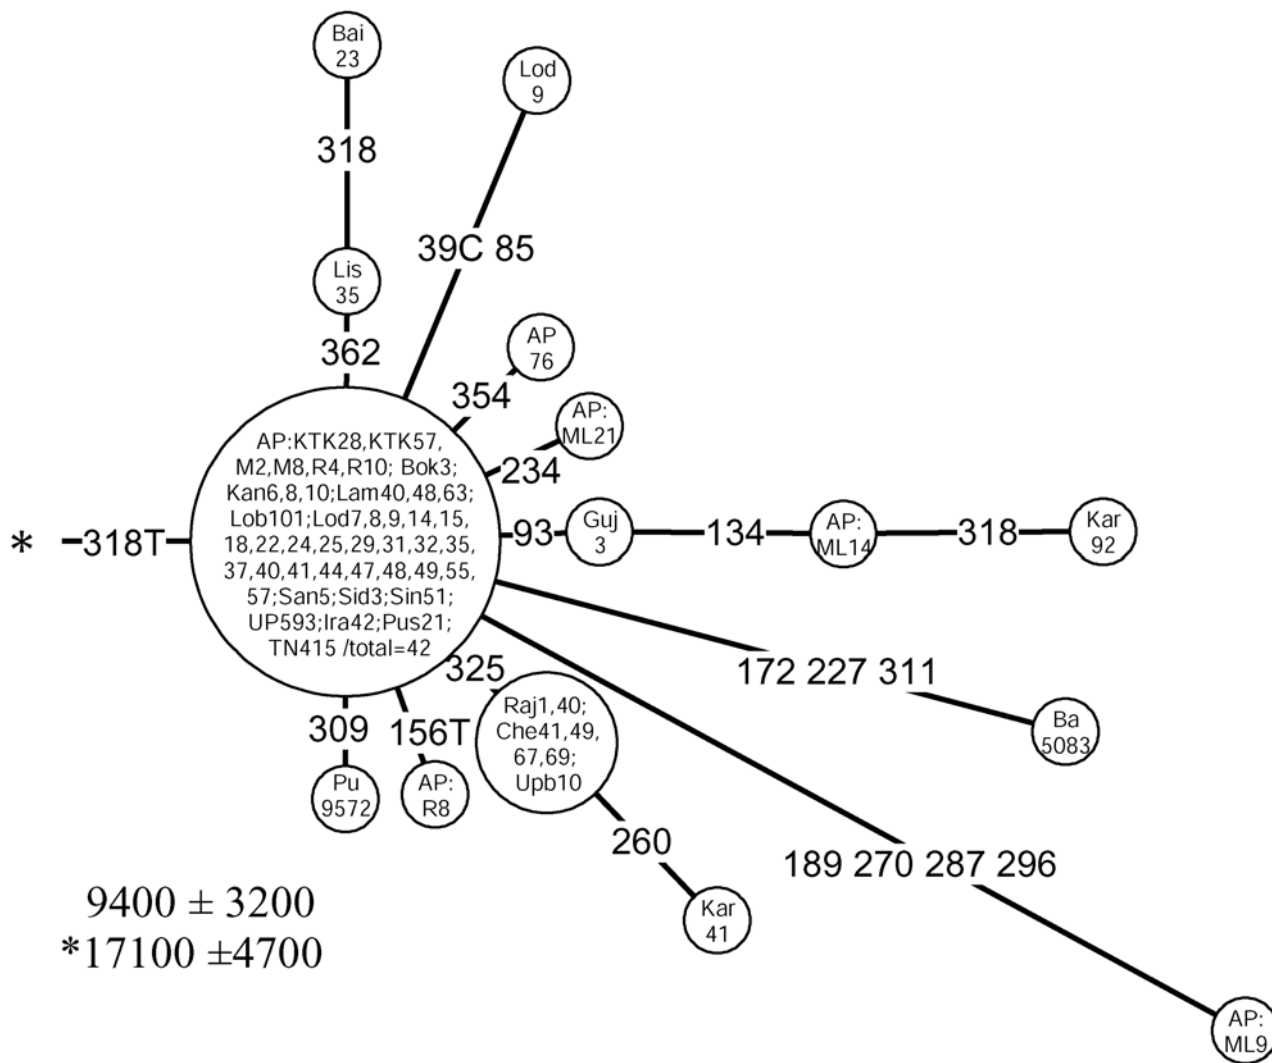 Bai
23
318
Lis
35
362
Lod
9
39C 85
AP
76
354
AP:
ML21
234
AP:KTK28,KTK57,
M2,M8,R4,R10; Bok3;
Kan6,8,10;Lam40,48,63;
Lob101;Lod7,8,9,14,15,
18,22,24,25,29,31,32,35,
37,40,41,44,47,48,49,55,
57;San5;Sid3;Sin51;
UP593;Ira42;Pus21;
TN415 /total=42
* 318T
93
Guj
3
134
AP:
ML14
318
Kar
92
172 227 311
Ba
5083
189 270 287 296
AP:
ML9
325
Raj1,40;
Che41,49,
67,69;
Upb10
260
Kar
41
156T
AP:
R8
309
Pu
9572
9400 ± 3200
*17100 ±4700